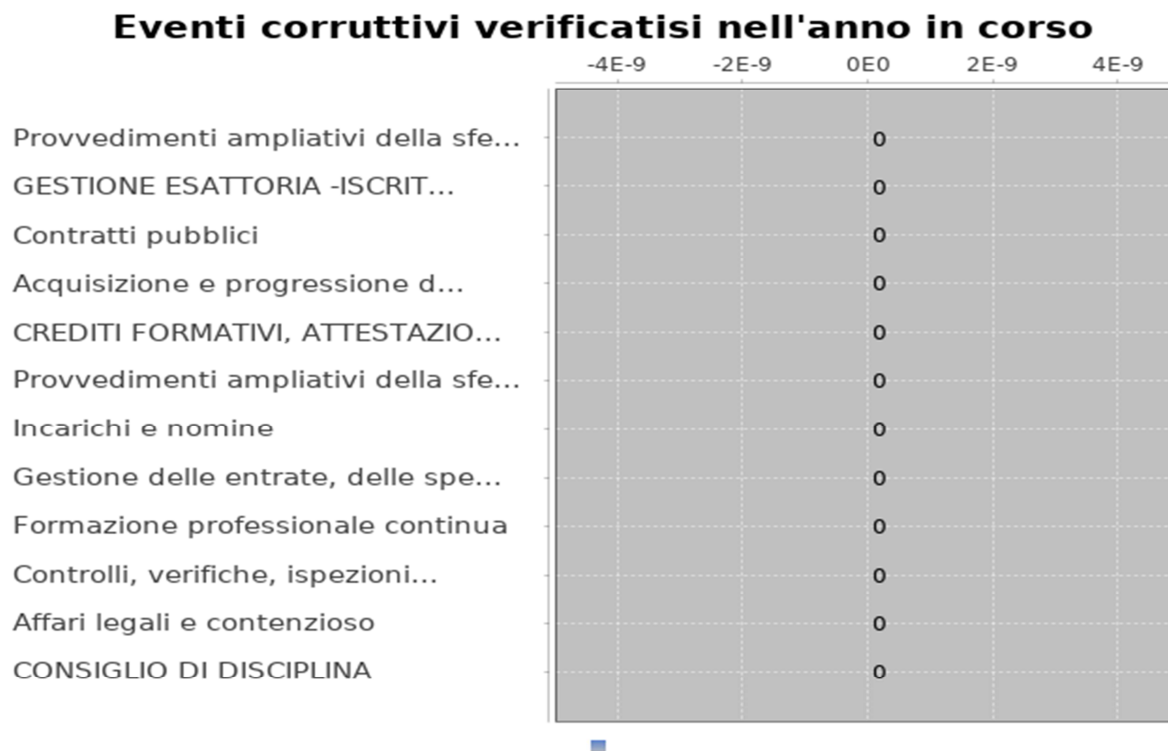 Eventi corruttivi verificatisi nell'anno in corso
-4E-9 -2E-9 0E0 2E-9 4E-9
Provvedimenti ampliativi della sfe... 0
GESTIONE ESATTORIA -ISCRIT... 0
Contratti pubblici 0
Acquisizione e progressione d... 0
CREDITI FORMATIVI, ATTESTAZIO... 0
Provvedimenti ampliativi della sfe... 0
Incarichi e nomine 0
Gestione delle entrate, delle spe... 0
Formazione professionale continua 0
Controlli, verifiche, ispezioni... 0
Affari legali e contenzioso 0
CONSIGLIO DI DISCIPLINA 0